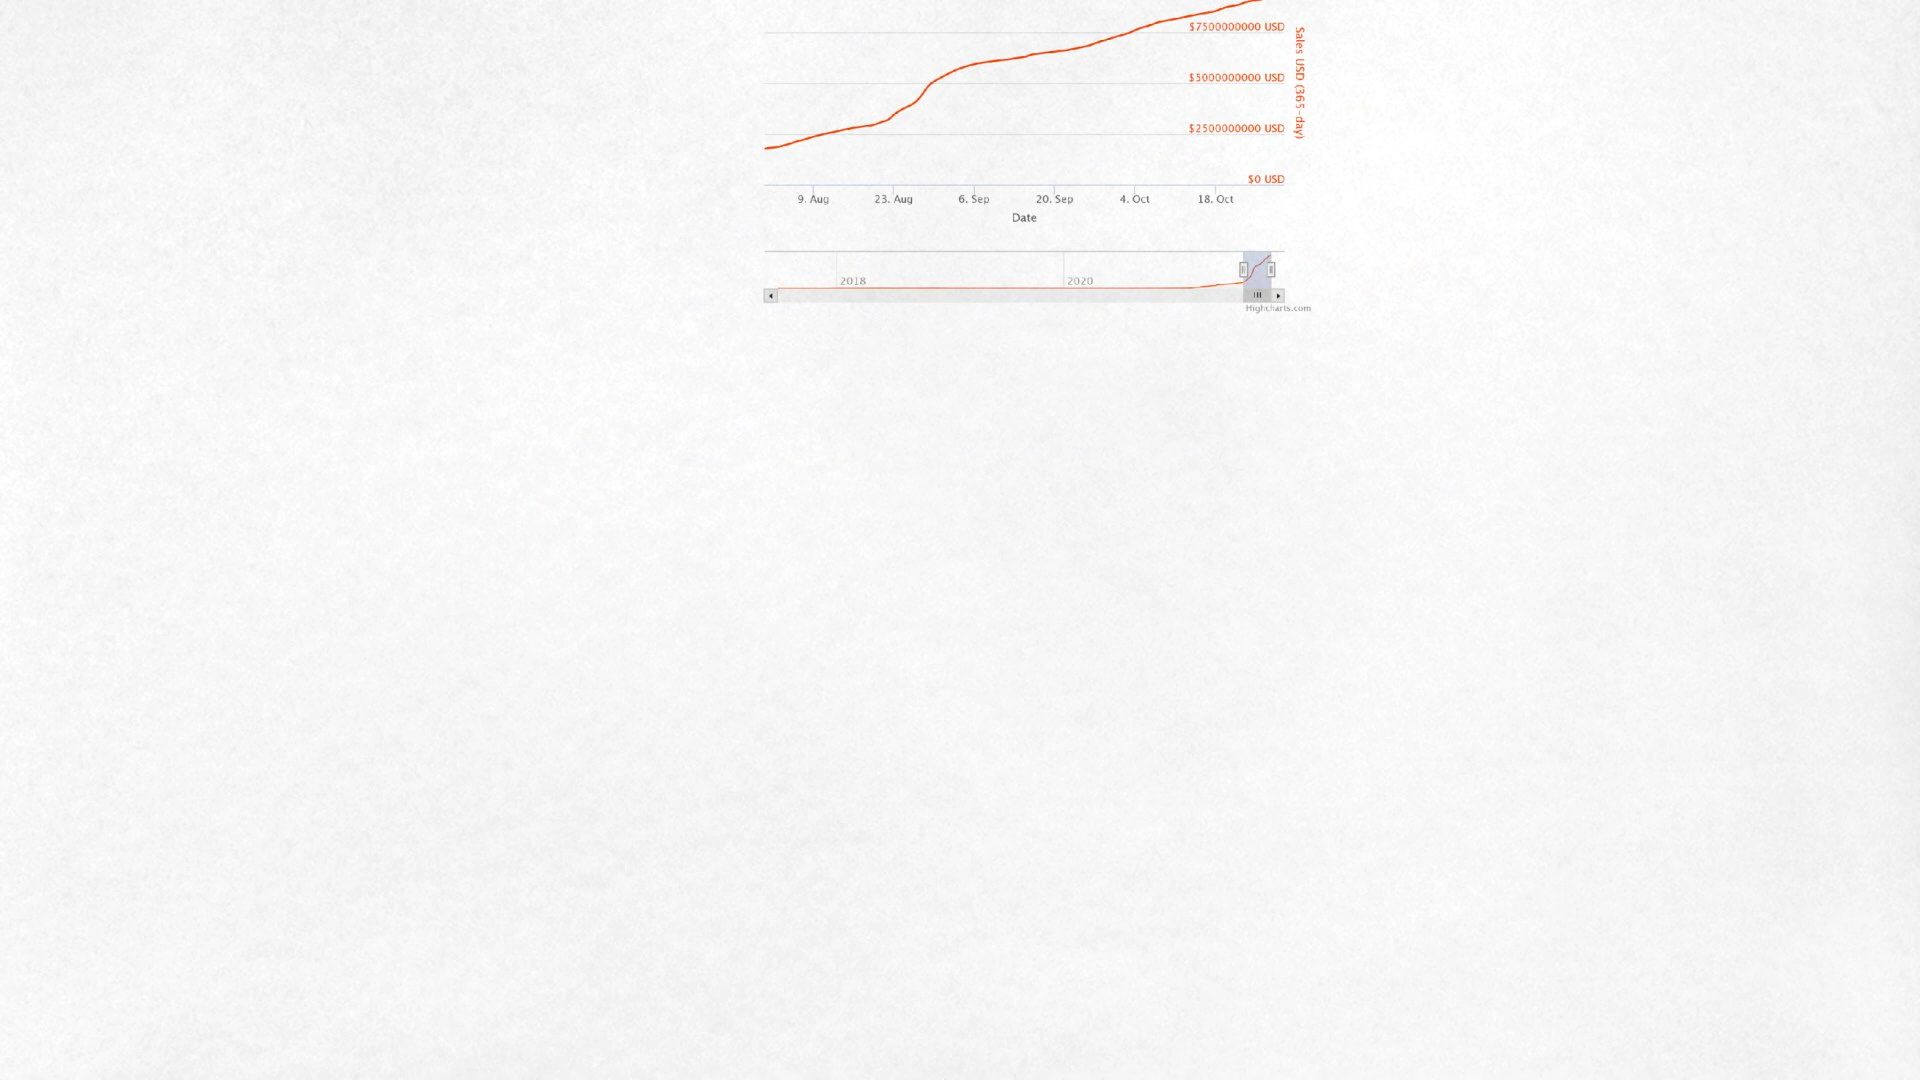 $7500000000 USD
$5000000000 USD
$2500000000 USD
$0 USD
Sales USD (365-day)
9. Aug
23. Aug
6. Sep
20. Sep
4. Oct
18. Oct
Date
2018
2020
Highcharts.com